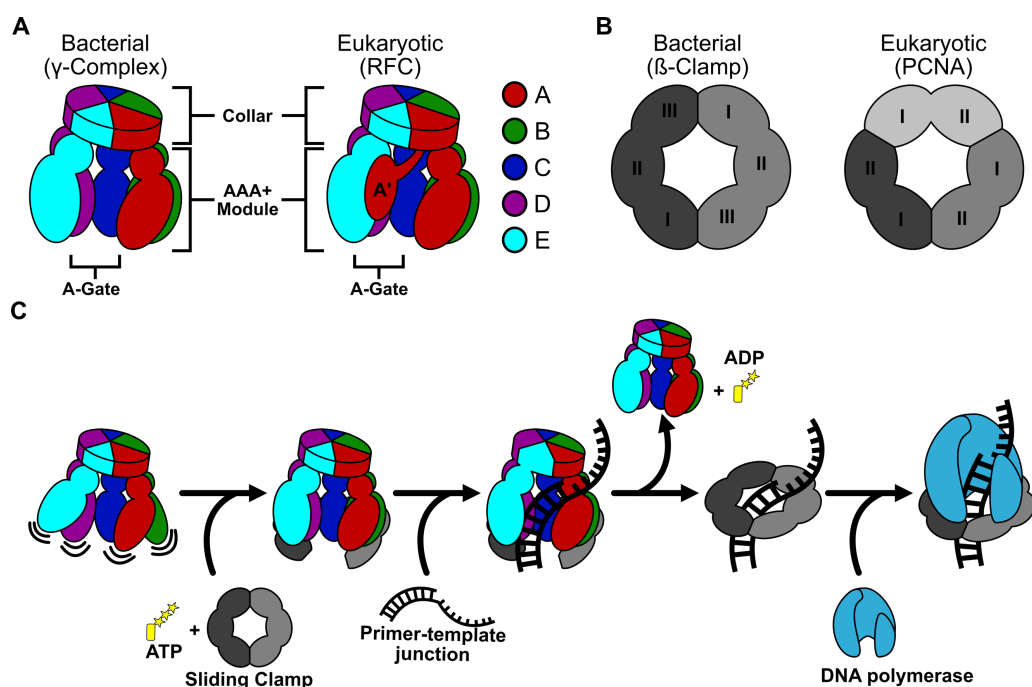 A
Bacterial
(γ-Complex)
Eukaryotic
(RFC)
Collar
AAA+
Module
A'
A-Gate
A-Gate
A
B
C
D
E
B
Bacterial
(ß-Clamp)
Eukaryotic
(PCNA)
III
I
II
II
I
III
I
II
II
I
I
II
C
ADP
+
ATP
+
Sliding Clamp
Primer-template
junction
DNA polymerase